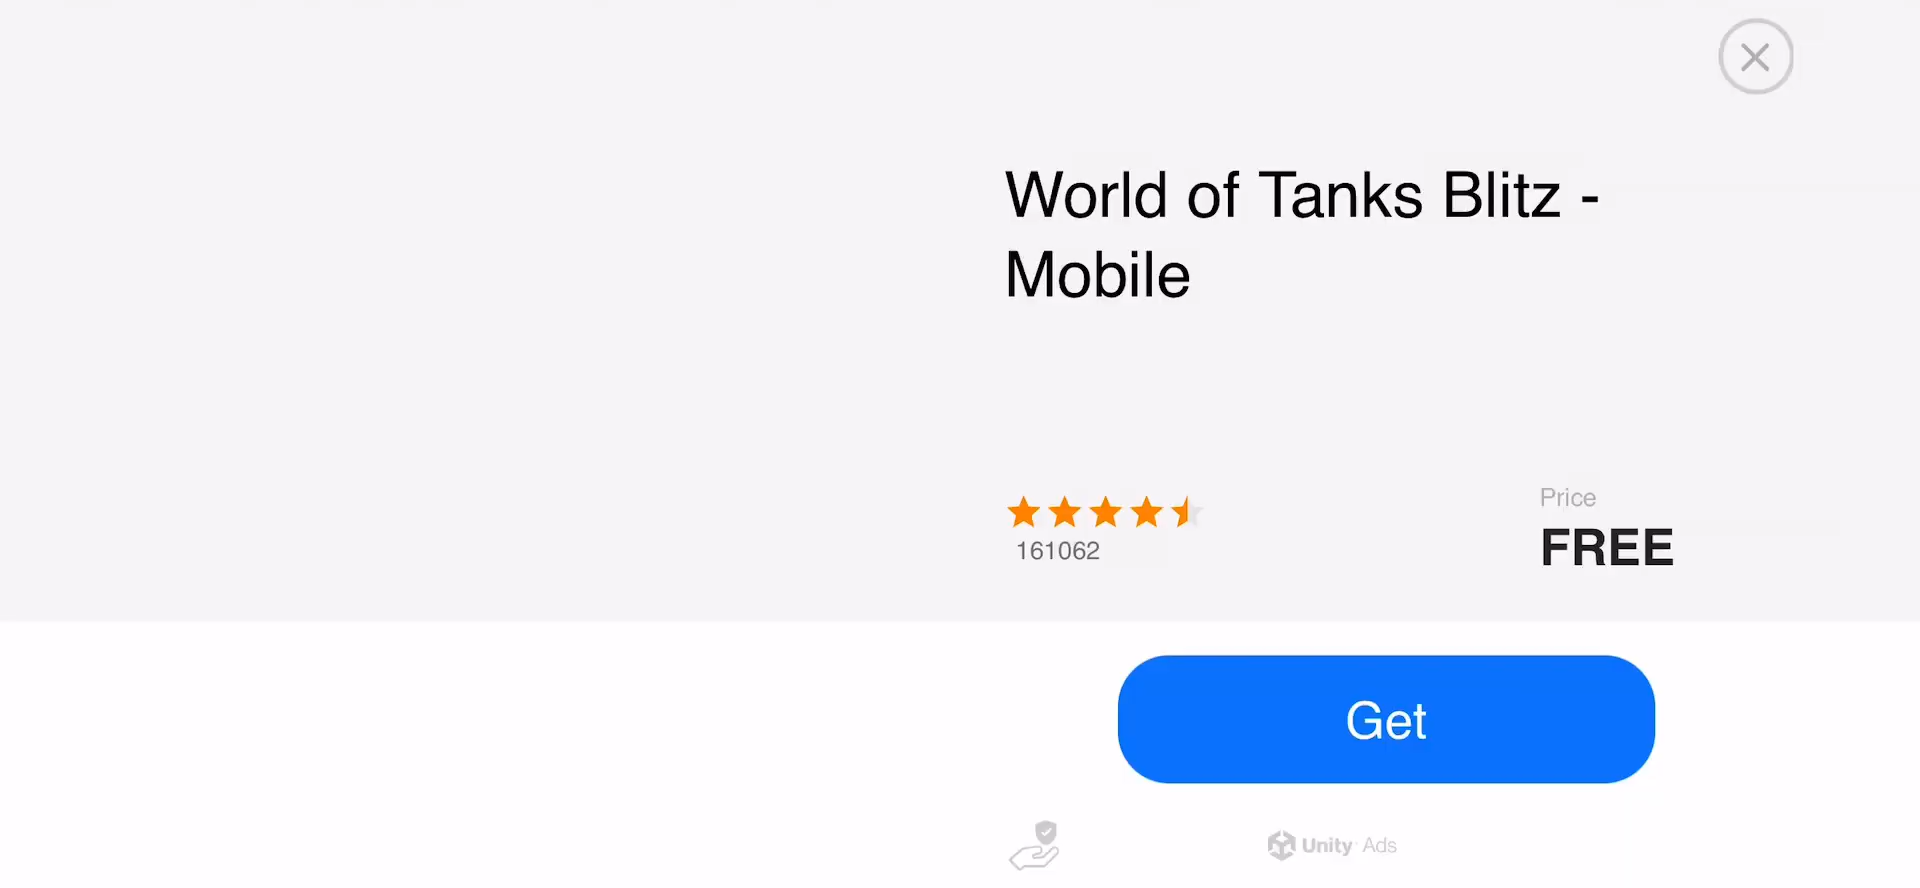 World of Tanks Blitz -
Mobile
161062
Price
FREE
Get
Unity Ads